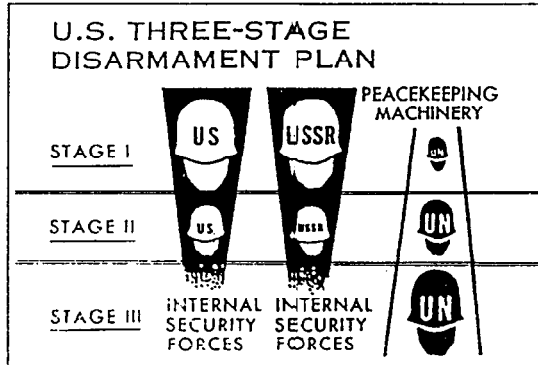 U.S. THREE-STAGE
DISARMAMENT PLAN
PEACEKEEPING
MACHINERY
STAGE I
US
USSR
UN
STAGE II
U.S.
USSR
UN
STAGE III
INTERNAL
SECURITY
FORCES
INTERNAL
SECURITY
FORCES
UN